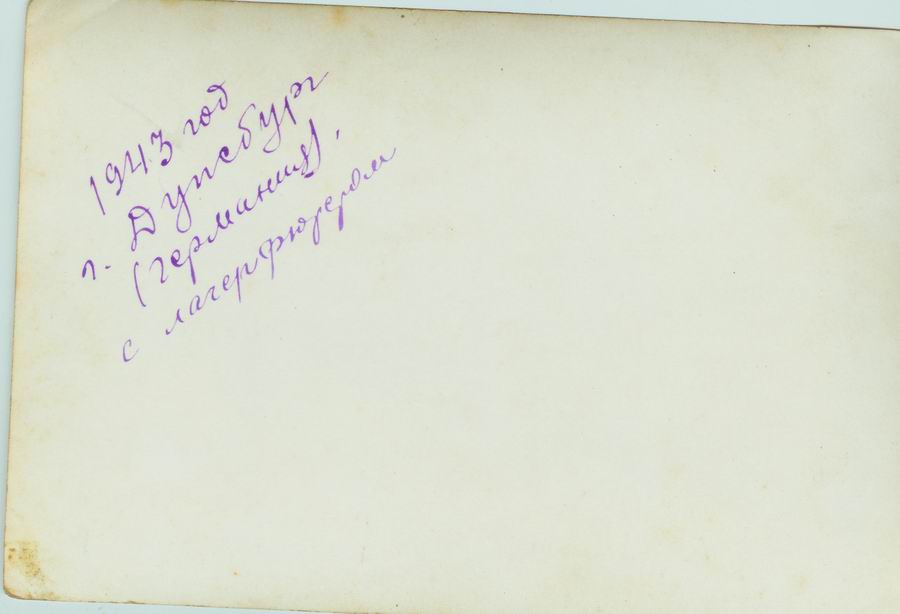 1943 год
г. Дуисбург
(Германия).
с лагерфюрером